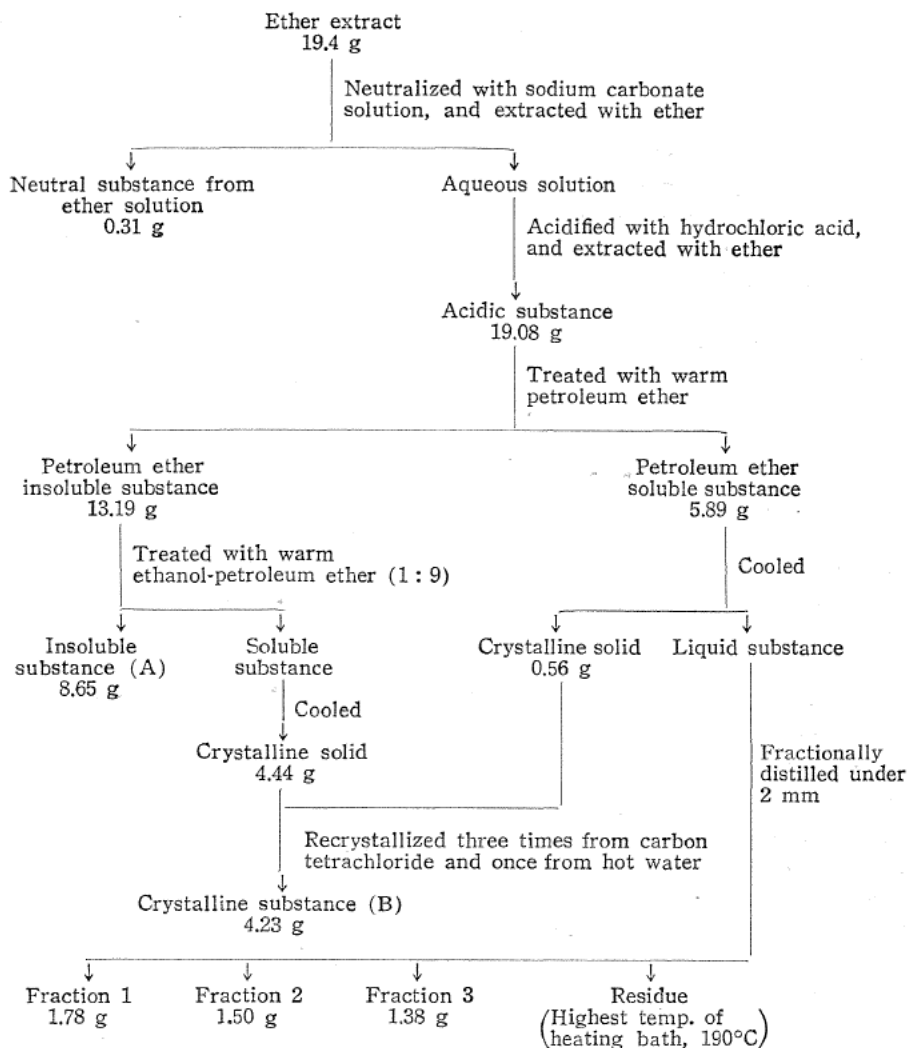 Ether extract
19.4 g
Neutralized with sodium carbonate
solution, and extracted with ether
Neutral substance from
ether solution
0.31 g
Aqueous solution
Acidified with hydrochloric acid,
and extracted with ether
Acidic substance
19.08 g
Treated with warm
petroleum ether
Petroleum ether
insoluble substance
13.19 g
Petroleum ether
soluble substance
5.89 g
Treated with warm
ethanol-petroleum ether (1 : 9)
Cooled
Insoluble
substance (A)
8.65 g
Soluble
substance
Crystalline solid
0.56 g
Liquid substance
Cooled
Crystalline solid
4.44 g
Fractionally
distilled under
2 mm
Recrystallized three times from carbon
tetrachloride and once from hot water
Crystalline substance (B)
4.23 g
Fraction 1
1.78 g
Fraction 2
1.50 g
Fraction 3
1.38 g
Residue
(Highest temp. of
heating bath, 190°C)